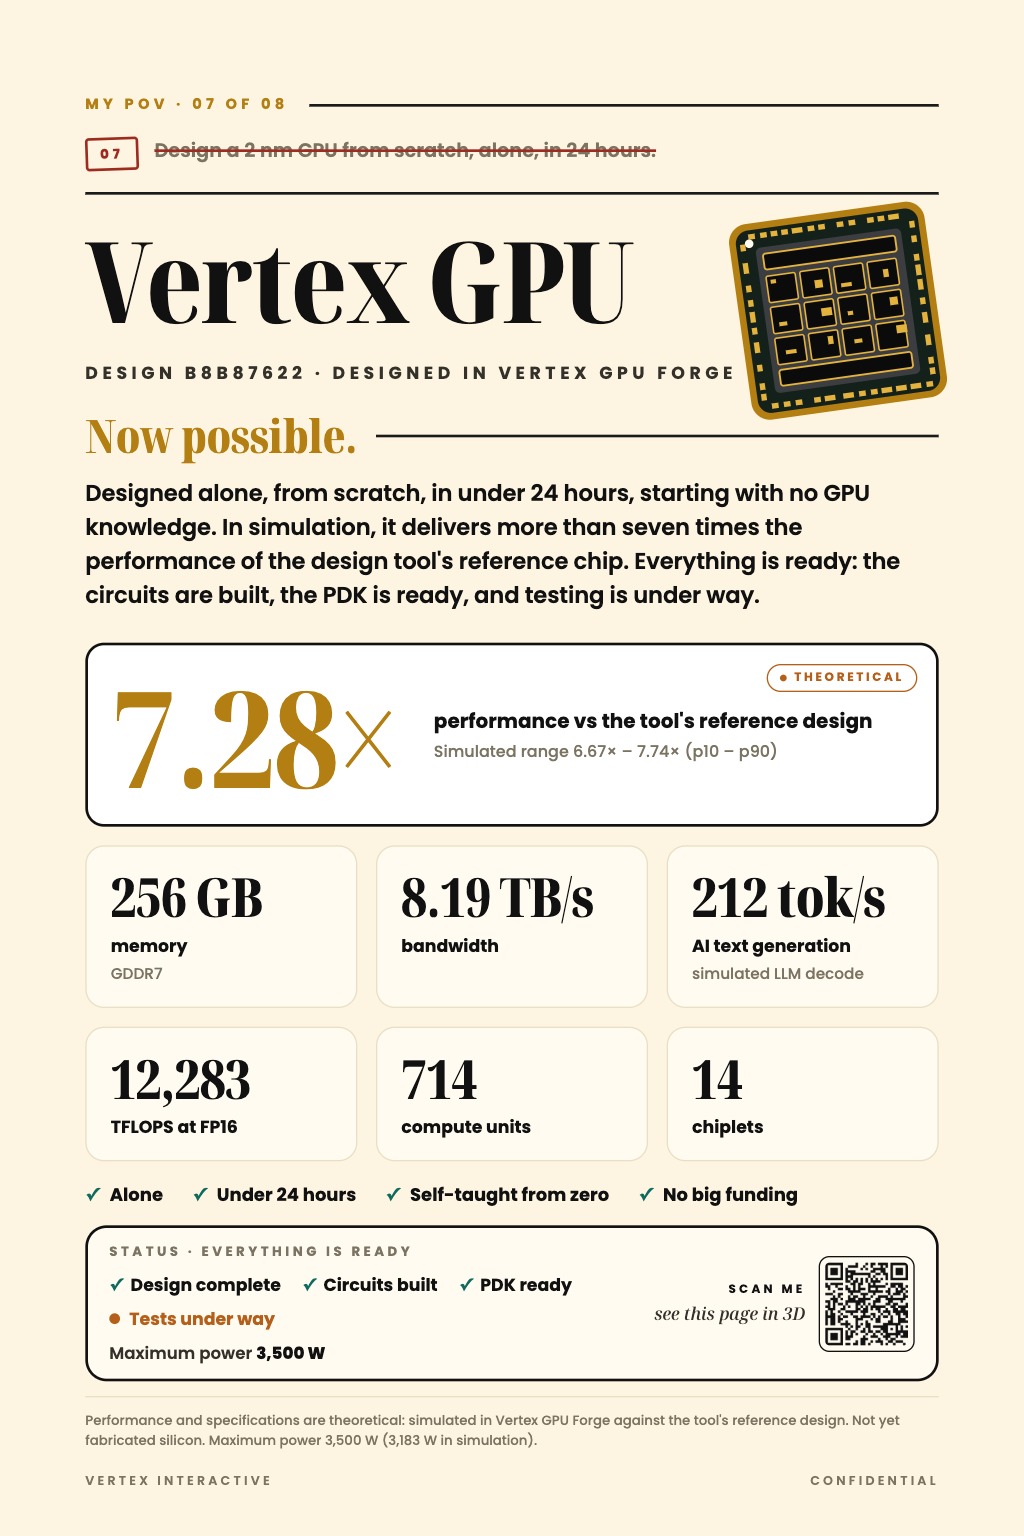 MY POV · 07 OF 08
07
Design a 2 nm GPU from scratch, alone, in 24 hours.
Vertex GPU
DESIGN B8B87622 · DESIGNED IN VERTEX GPU FORGE
Now possible.
Designed alone, from scratch, in under 24 hours, starting with no GPU
knowledge. In simulation, it delivers more than seven times the
performance of the design tool's reference chip. Everything is ready: the
circuits are built, the PDK is ready, and testing is under way.
THEORETICAL
7.28×
performance vs the tool's reference design
Simulated range 6.67× – 7.74× (p10 – p90)
256 GB
memory
GDDR7
8.19 TB/s
bandwidth
212 tok/s
AI text generation
simulated LLM decode
12,283
TFLOPS at FP16
714
compute units
14
chiplets
✓ Alone ✓ Under 24 hours ✓ Self-taught from zero ✓ No big funding
STATUS · EVERYTHING IS READY
✓ Design complete ✓ Circuits built ✓ PDK ready
Tests under way
Maximum power 3,500 W
SCAN ME
see this page in 3D
Performance and specifications are theoretical: simulated in Vertex GPU Forge against the tool's reference design. Not yet
fabricated silicon. Maximum power 3,500 W (3,183 W in simulation).
VERTEX INTERACTIVE
CONFIDENTIAL